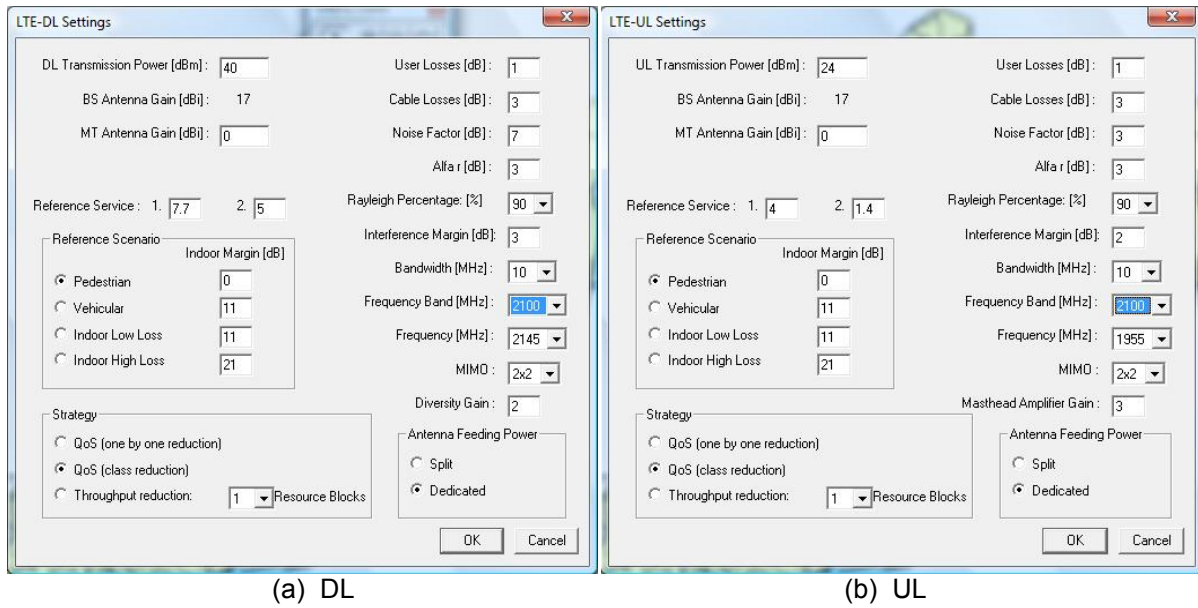 LTE-DL Settings
DL Transmission Power [dBm] : 40
BS Antenna Gain [dBi] : 17
MT Antenna Gain [dBi] : 0
User Losses [dB] : 1
Cable Losses [dB] : 3
Noise Factor [dB] : 7
Alfa r [dB] : 3
Reference Service : 1. 7.7 2. 5
Rayleigh Percentage: [%] 90
Interference Margin [dB]: 3
Bandwidth [MHz] : 10
Frequency Band [MHz] : 2100
Frequency [MHz] : 2145
MIMO : 2x2
Diversity Gain : 2
Reference Scenario
Indoor Margin [dB]
Pedestrian 0
Vehicular 11
Indoor Low Loss 11
Indoor High Loss 21
Strategy
QoS (one by one reduction)
QoS (class reduction)
Throughput reduction: 1 Resource Blocks
Antenna Feeding Power
Split
Dedicated
OK Cancel
(a) DL
LTE-UL Settings
UL Transmission Power [dBm] : 24
BS Antenna Gain [dBi] : 17
MT Antenna Gain [dBi] : 0
User Losses [dB] : 1
Cable Losses [dB] : 3
Noise Factor [dB] : 3
Alfa r [dB] : 3
Reference Service : 1. 4 2. 1.4
Rayleigh Percentage: [%] 90
Interference Margin [dB]: 2
Bandwidth [MHz] : 10
Frequency Band [MHz] : 2100
Frequency [MHz] : 1955
MIMO : 2x2
Masthead Amplifier Gain : 3
Reference Scenario
Indoor Margin [dB]
Pedestrian 0
Vehicular 11
Indoor Low Loss 11
Indoor High Loss 21
Strategy
QoS (one by one reduction)
QoS (class reduction)
Throughput reduction: 1 Resource Blocks
Antenna Feeding Power
Split
Dedicated
OK Cancel
(b) UL